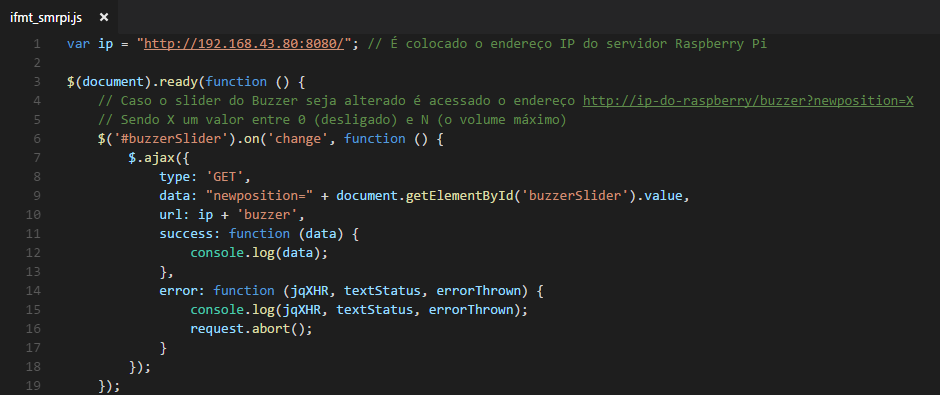 ifmt_smrpi.js ×
1 var ip = "http://192.168.43.80:8080/"; // É colocado o endereço IP do servidor Raspberry Pi
2
3 $(document).ready(function () {
4 // Caso o slider do Buzzer seja alterado é acessado o endereço http://ip-do-raspberry/buzzer?newposition=X
5 // Sendo X um valor entre 0 (desligado) e N (o volume máximo)
6 $('#buzzerSlider').on('change', function () {
7 $.ajax({
8 type: 'GET',
9 data: "newposition=" + document.getElementById('buzzerSlider').value,
10 url: ip + 'buzzer',
11 success: function (data) {
12 console.log(data);
13 },
14 error: function (jqXHR, textStatus, errorThrown) {
15 console.log(jqXHR, textStatus, errorThrown);
16 request.abort();
17 }
18 });
19 });